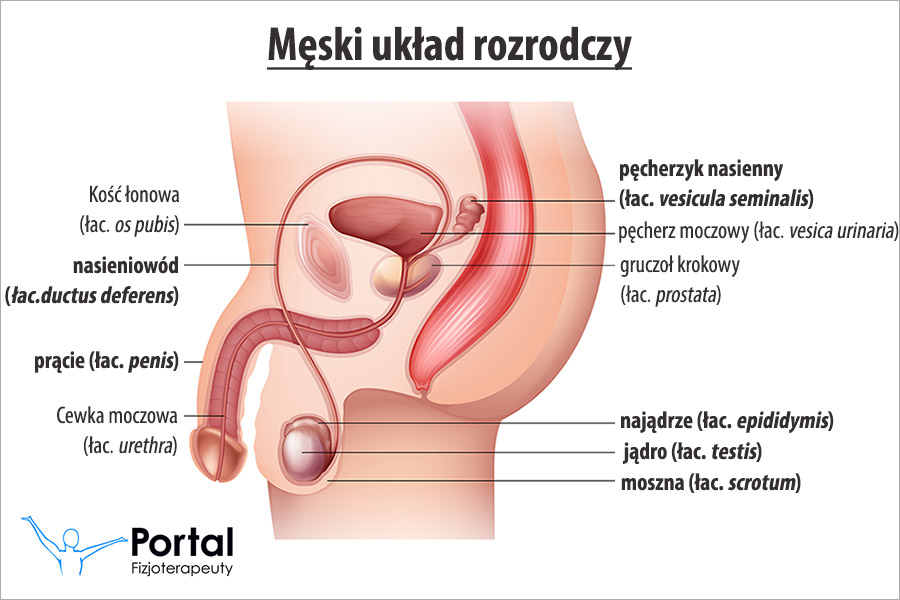 Męski układ rozrodczy
Kość łonowa
(łac. os pubis)
nasieniowód
(łac.ductus deferens)
prącie (łac. penis)
Cewka moczowa
(łac. urethra)
pęcherzyk nasienny
(łac. vesicula seminalis)
pęcherz moczowy (łac. vesica urinaria)
gruczoł krokowy
(łac. prostata)
najądrze (łac. epididymis)
jądro (łac. testis)
moszna (łac. scrotum)
Portal
Fizjoterapeuty